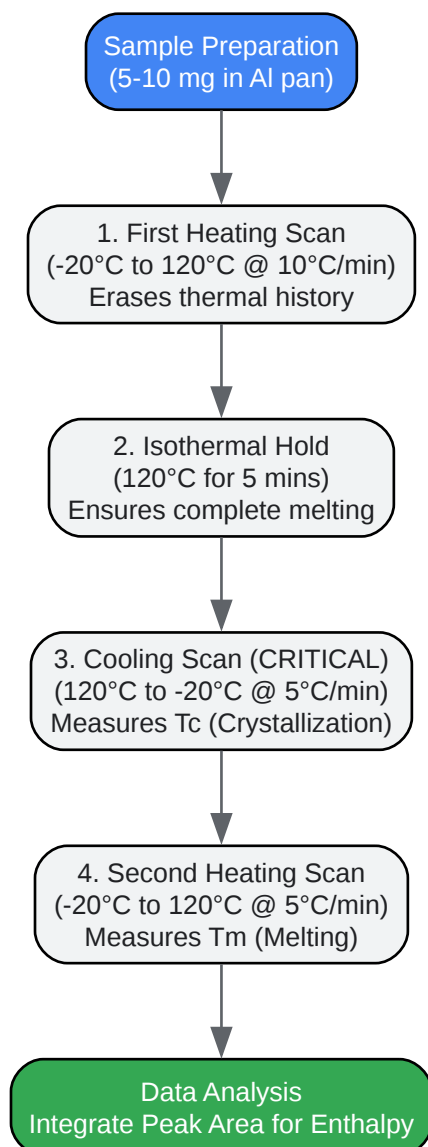 Sample Preparation
(5-10 mg in Al pan)
1. First Heating Scan
(-20°C to 120°C @ 10°C/min)
Erases thermal history
2. Isothermal Hold
(120°C for 5 mins)
Ensures complete melting
3. Cooling Scan (CRITICAL)
(120°C to -20°C @ 5°C/min)
Measures Tc (Crystallization)
4. Second Heating Scan
(-20°C to 120°C @ 5°C/min)
Measures Tm (Melting)
Data Analysis
Integrate Peak Area for Enthalpy